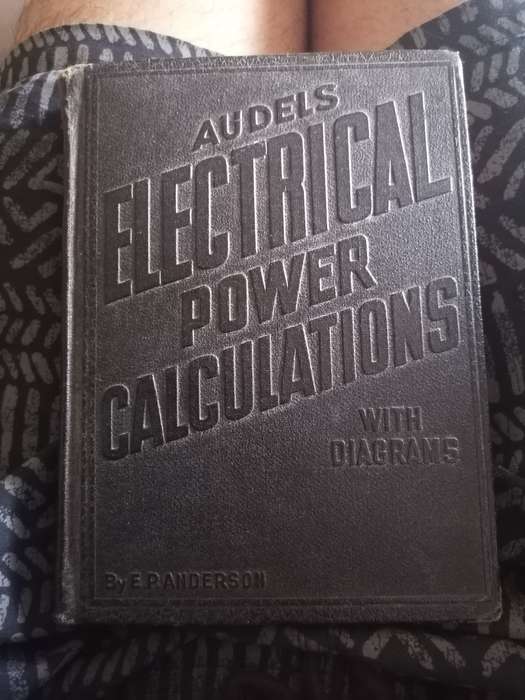 AUDELS
ELECTRICAL
POWER
CALCULATIONS
WITH
DIAGRAMS
By E.P. ANDERSON